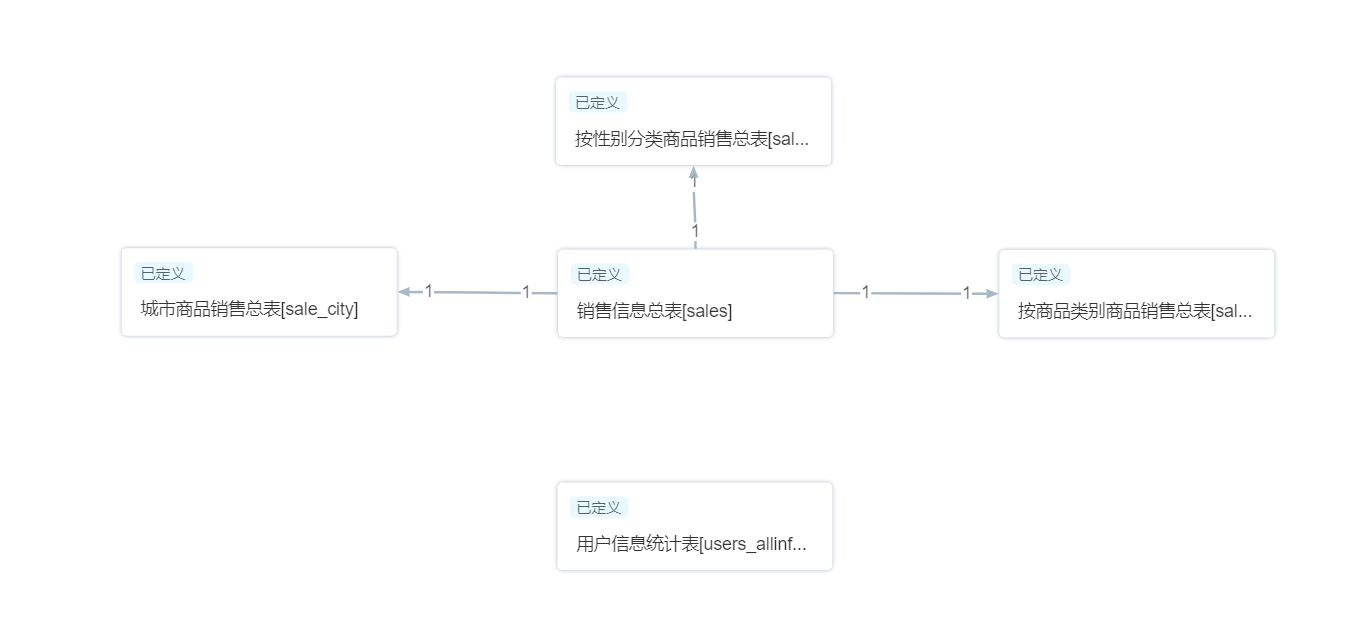 已定义
按性别分类商品销售总表[sal...
1
1
已定义
城市商品销售总表[sale_city]
1
1
已定义
销售信息总表[sales]
1
1
已定义
按商品类别商品销售总表[sal...
已定义
用户信息统计表[users_allinf...